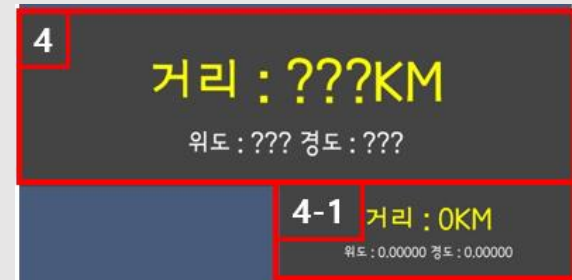 4
거리 : ???KM
위도 : ??? 경도 : ???
4-1
거리 : 0KM
위도 : 0.00000 경도 : 0.00000